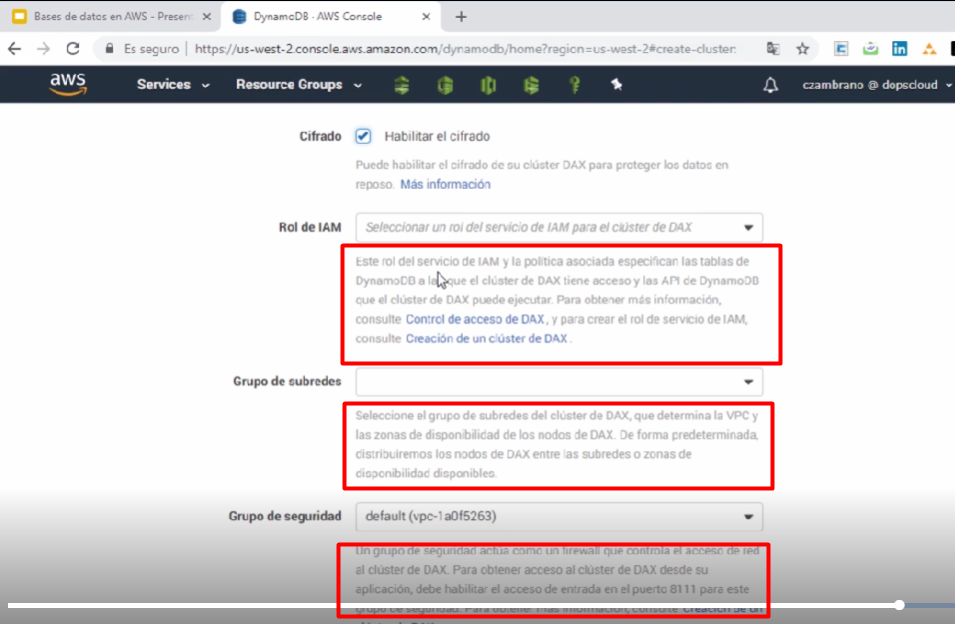 Bases de datos en AWS - Present
DynamoDB · AWS Console
Es seguro
https://us-west-2.console.aws.amazon.com/dynamodb/home?region=us-west-2#create-cluster:
aws
Services
Resource Groups
czambrano @ dopscloud
Cifrado
Habilitar el cifrado
Puede habilitar el cifrado de su clúster DAX para proteger los datos en
reposo. Más información
Rol de IAM
Seleccionar un rol del servicio de IAM para el clúster de DAX
Este rol del servicio de IAM y la política asociada especifican las tablas de
DynamoDB a las que el clúster de DAX tiene acceso y las API de DynamoDB
que el clúster de DAX puede ejecutar. Para obtener más información,
consulte Control de acceso de DAX, y para crear el rol de servicio de IAM,
consulte Creación de un clúster de DAX.
Grupo de subredes
Seleccione el grupo de subredes del clúster de DAX, que determina la VPC y
las zonas de disponibilidad de los nodos de DAX. De forma predeterminada,
distribuiremos los nodos de DAX entre las subredes o zonas de
disponibilidad disponibles.
Grupo de seguridad
default (vpc-1a0f5263)
Un grupo de seguridad actúa como un firewall que controla el acceso de red
al clúster de DAX. Para obtener acceso al clúster de DAX desde su
aplicación, debe habilitar el acceso de entrada en el puerto 8111 para este
grupo de seguridad. Para obtener más información, consulte Creación de un